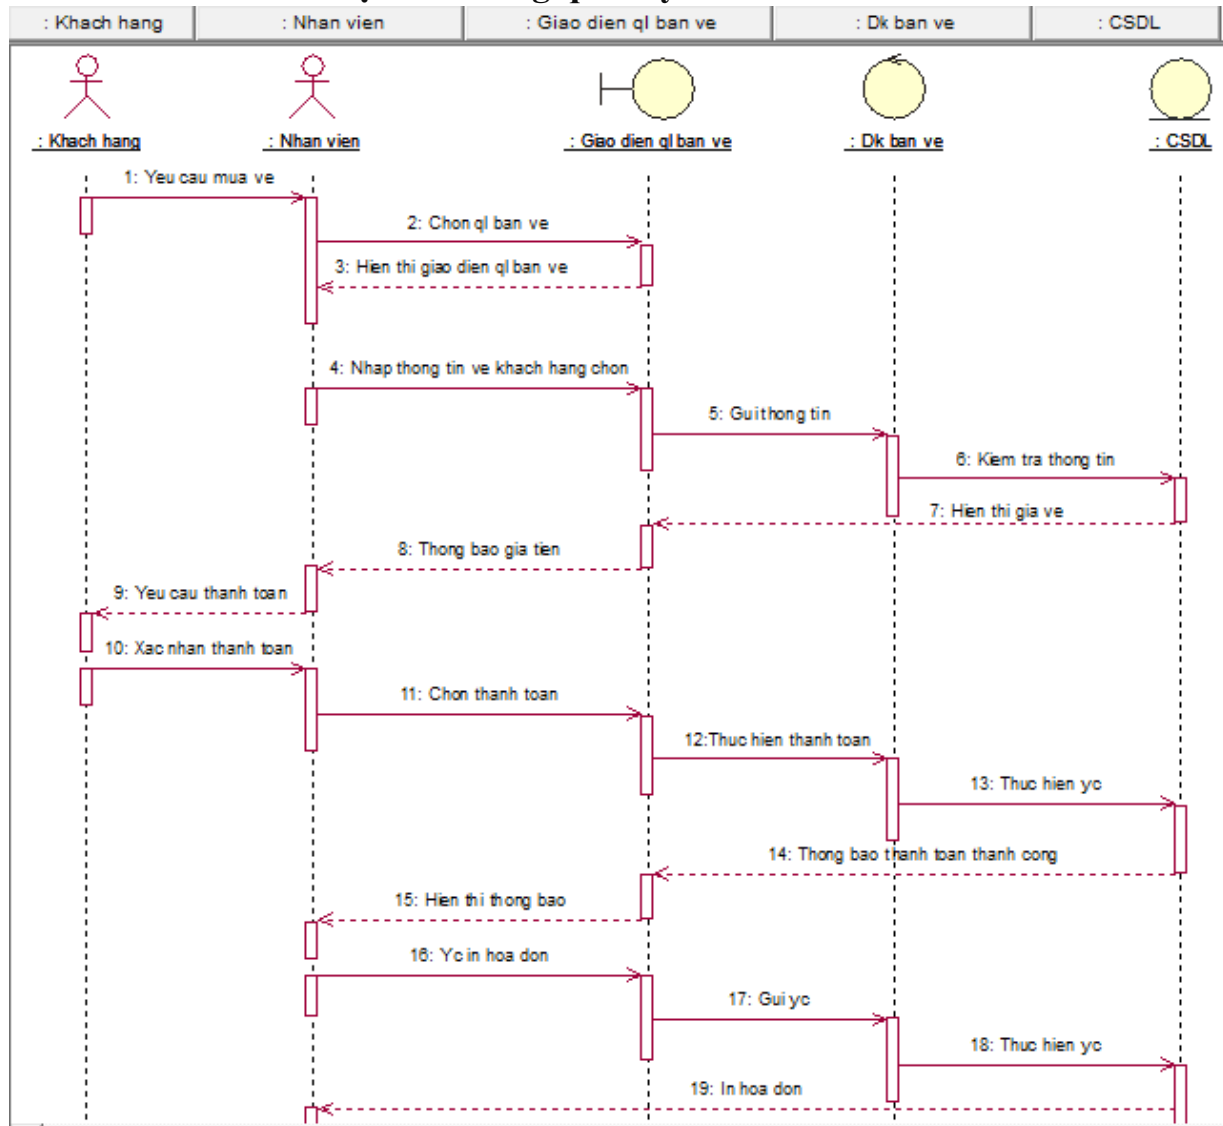 : Khach hang : Nhan vien : Giao dien ql ban ve : Dk ban ve : CSDL
: Khach hang : Nhan vien : Giao dien ql ban ve : Dk ban ve : CSDL
1: Yeu cau mua ve
2: Chon ql ban ve
3: Hien thi giao dien ql ban ve
4: Nhap thong tin ve khach hang chon
5: Gui thong tin
6: Kiem tra thong tin
7: Hien thi gia ve
8: Thong bao gia tien
9: Yeu cau thanh toan
10: Xac nhan thanh toan
11: Chon thanh toan
12:Thuc hien thanh toan
13: Thuc hien yc
14: Thong bao thanh toan thanh cong
15: Hien thi thong bao
16: Yc in hoa don
17: Gui yc
18: Thuc hien yc
19: In hoa don